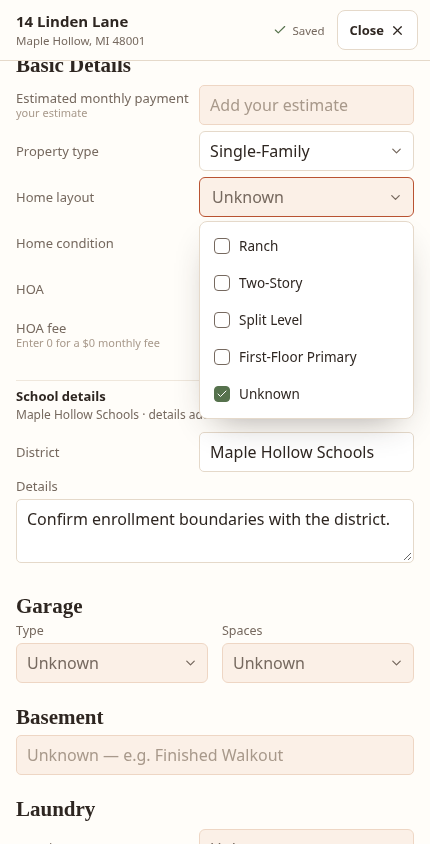 14 Linden Lane
Maple Hollow, MI 48001
Saved
Close
Basic Details
Estimated monthly payment
your estimate
Add your estimate
Property type
Single-Family
Home layout
Unknown
Home condition
Ranch
Two-Story
Split Level
First-Floor Primary
Unknown
HOA
HOA fee
Enter 0 for a $0 monthly fee
School details
Maple Hollow Schools · details
District
Maple Hollow Schools
Details
Confirm enrollment boundaries with the district.
Garage
Type
Spaces
Unknown
Unknown
Basement
Unknown — e.g. Finished Walkout
Laundry